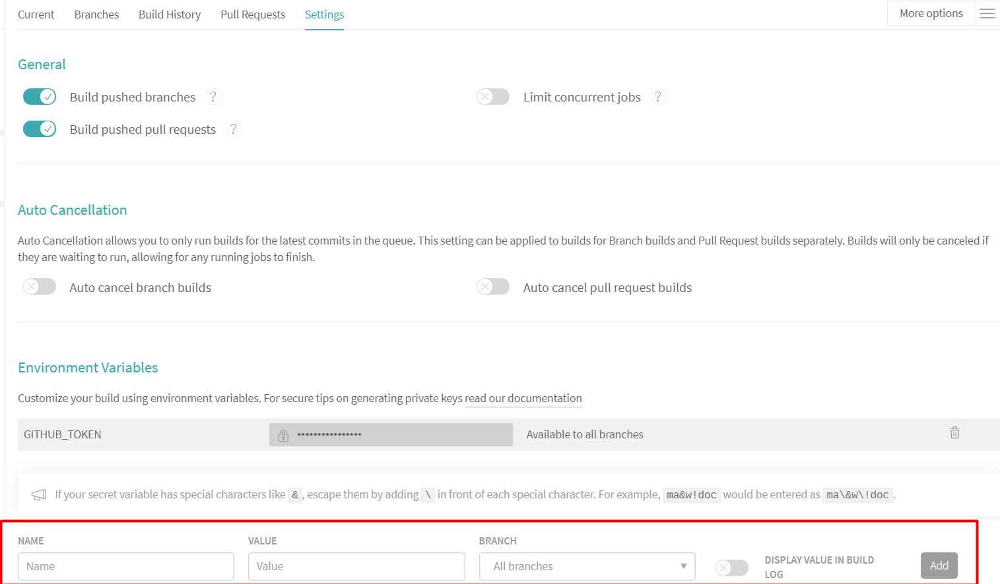 Current Branches Build History Pull Requests Settings More options
General
Build pushed branches ? Limit concurrent jobs ?
Build pushed pull requests ?
Auto Cancellation
Auto Cancellation allows you to only run builds for the latest commits in the queue. This setting can be applied to builds for Branch builds and Pull Request builds separately. Builds will only be canceled if
they are waiting to run, allowing for any running jobs to finish.
Auto cancel branch builds Auto cancel pull request builds
Environment Variables
Customize your build using environment variables. For secure tips on generating private keys read our documentation
GITHUB_TOKEN •••••••••••••••• Available to all branches
If your secret variable has special characters like &, escape them by adding \ in front of each special character. For example, ma&w!doc would be entered as ma\&w\!doc.
NAME VALUE BRANCH
Name Value All branches DISPLAY VALUE IN BUILD
LOG Add